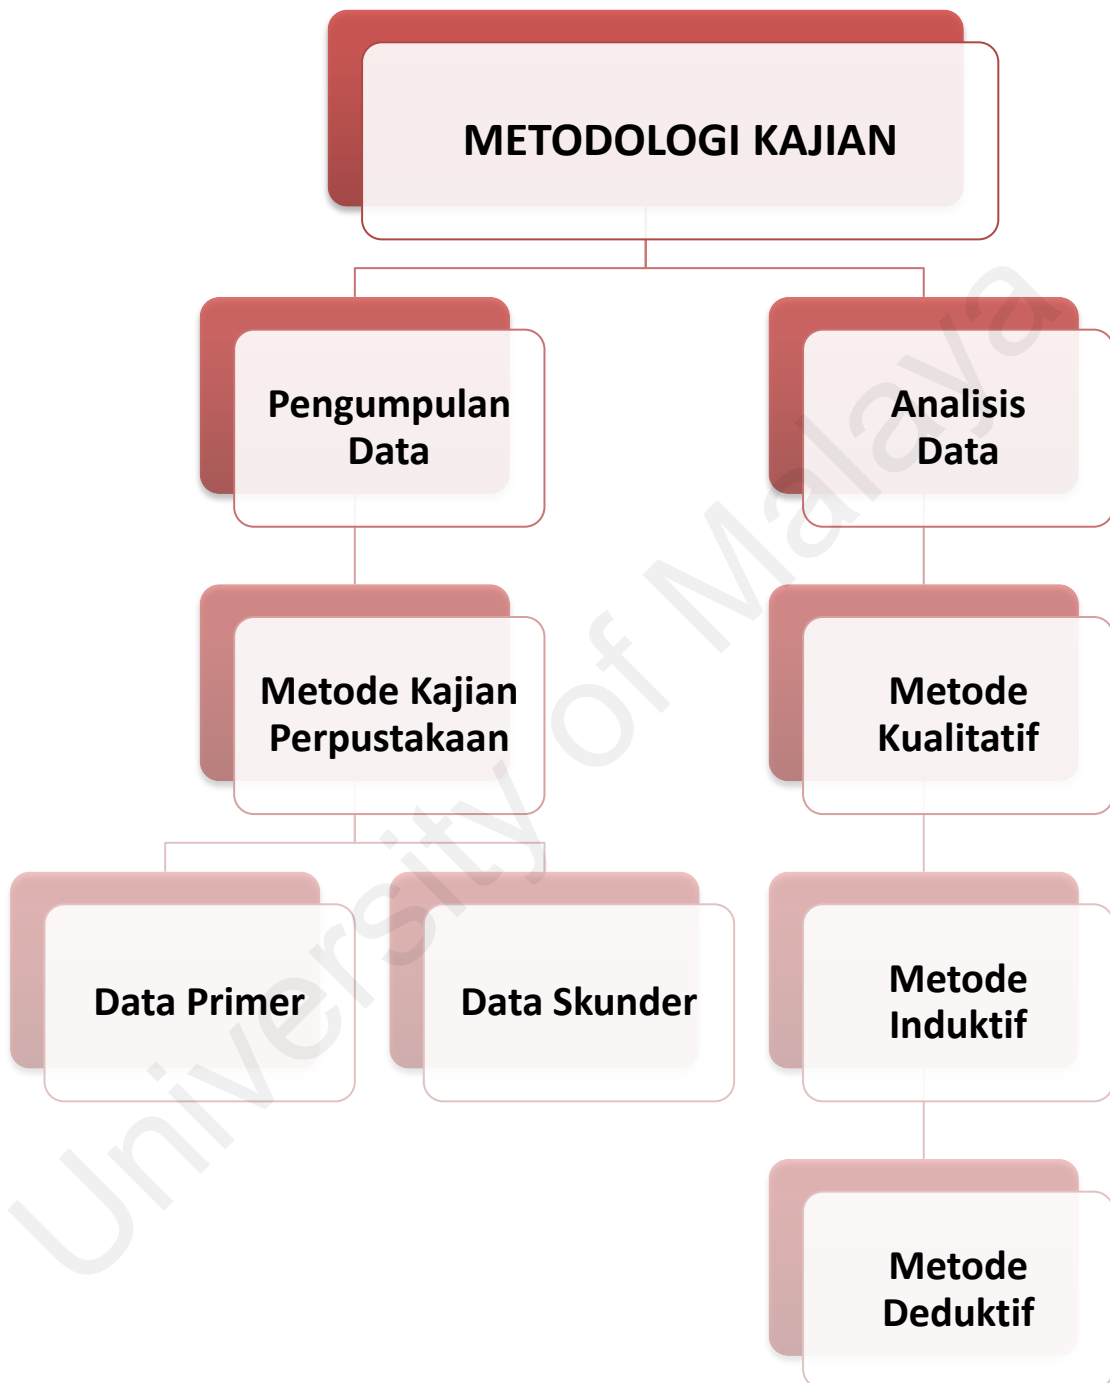 METODOLOGI KAJIAN
Pengumpulan
Data
Analisis
Data
Metode Kajian
Perpustakaan
Metode
Kualitatif
Data Primer
Data Skunder
Metode
Induktif
Metode
Deduktif
University of Malaya